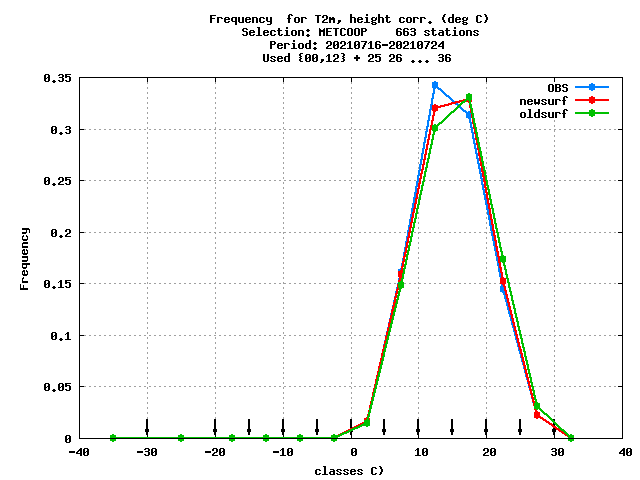 Frequency  for T2m, height corr. (deg C)
Selection: METCOOP    663 stations
Period: 20210716-20210724
Used {00,12} + 25 26 ... 36
0.35
0.3
0.25
0.2
0.15
0.1
0.05
0
Frequency
OBS
newsurf
oldsurf
-40 -30 -20 -10 0 10 20 30 40
classes C)